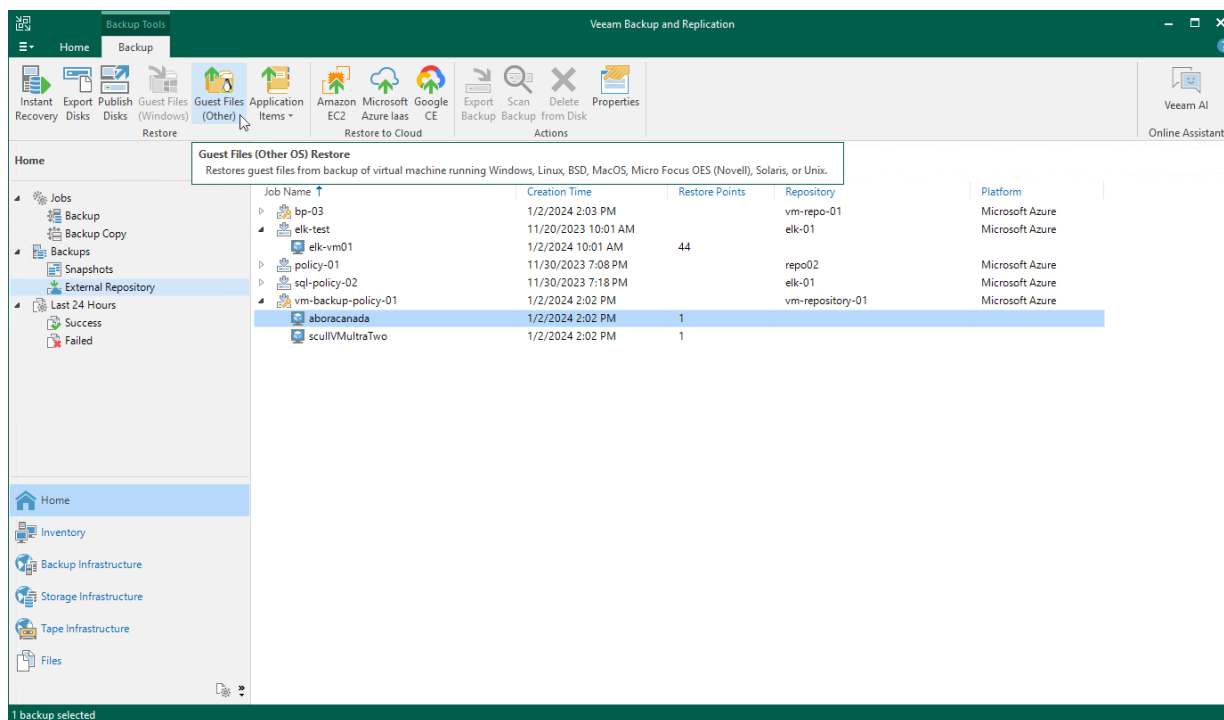 Backup Tools
Veeam Backup and Replication
Home Backup
Instant Recovery
Export Disks
Publish Disks
Guest Files (Windows)
Guest Files (Other)
Application Items
Amazon EC2
Microsoft Azure Iaas
Google CE
Export Backup
Scan Backup
Delete from Disk
Properties
Veeam AI
Restore
Restore to Cloud
Actions
Online Assistant
Home
Guest Files (Other OS) Restore
Restores guest files from backup of virtual machine running Windows, Linux, BSD, MacOS, Micro Focus OES (Novell), Solaris, or Unix.
Jobs
Backup
Backup Copy
Backups
Snapshots
External Repository
Last 24 Hours
Success
Failed
Job Name Creation Time Restore Points Repository Platform
bp-03 1/2/2024 2:03 PM vm-repo-01 Microsoft Azure
elk-test 11/20/2023 10:01 AM elk-01 Microsoft Azure
elk-vm01 1/2/2024 10:01 AM 44
policy-01 11/30/2023 7:08 PM repo02 Microsoft Azure
sql-policy-02 11/30/2023 7:18 PM elk-01 Microsoft Azure
vm-backup-policy-01 1/2/2024 2:02 PM vm-repository-01 Microsoft Azure
aboracanada 1/2/2024 2:02 PM 1
scullVMultraTwo 1/2/2024 2:02 PM 1
Home
Inventory
Backup Infrastructure
Storage Infrastructure
Tape Infrastructure
Files
1 backup selected